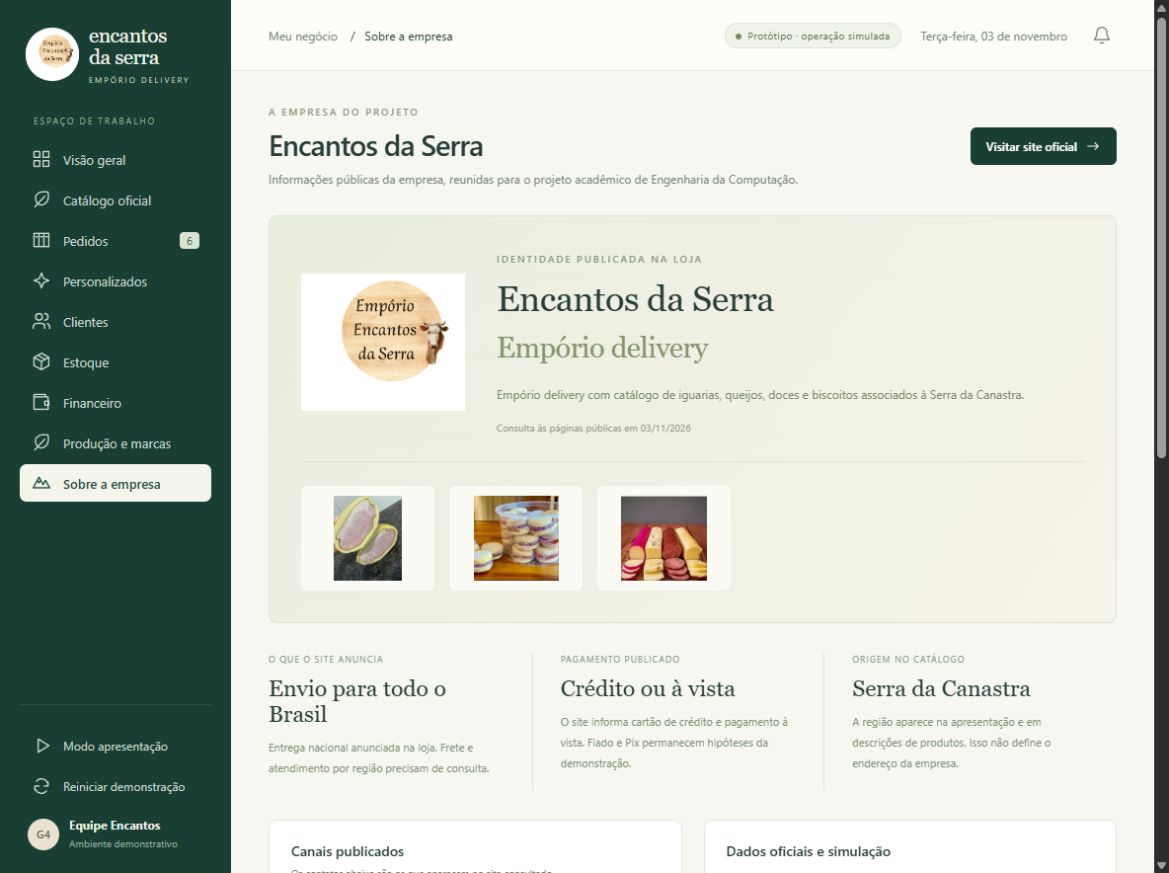 encantos
da serra
EMPÓRIO DELIVERY
ESPAÇO DE TRABALHO
Visão geral
Catálogo oficial
Pedidos 6
Personalizados
Clientes
Estoque
Financeiro
Produção e marcas
Sobre a empresa
Modo apresentação
Reiniciar demonstração
G4
Equipe Encantos
Ambiente demonstrativo
Meu negócio / Sobre a empresa
Protótipo · operação simulada
Terça-feira, 03 de novembro
A EMPRESA DO PROJETO
Encantos da Serra
Informações públicas da empresa, reunidas para o projeto acadêmico de Engenharia da Computação.
Visitar site oficial →
Empório
Encantos
da Serra
IDENTIDADE PUBLICADA NA LOJA
Encantos da Serra
Empório delivery
Empório delivery com catálogo de iguarias, queijos, doces e biscoitos associados à Serra da Canastra.
Consulta às páginas públicas em 03/11/2026
O QUE O SITE ANUNCIA
Envio para todo o
Brasil
Entrega nacional anunciada na loja. Frete e
atendimento por região precisam de consulta.
PAGAMENTO PUBLICADO
Crédito ou à vista
O site informa cartão de crédito e pagamento à
vista. Fiado e Pix permanecem hipóteses da
demonstração.
ORIGEM NO CATÁLOGO
Serra da Canastra
A região aparece na apresentação e em
descrições de produtos. Isso não define o
endereço da empresa.
Canais publicados
Dados oficiais e simulação